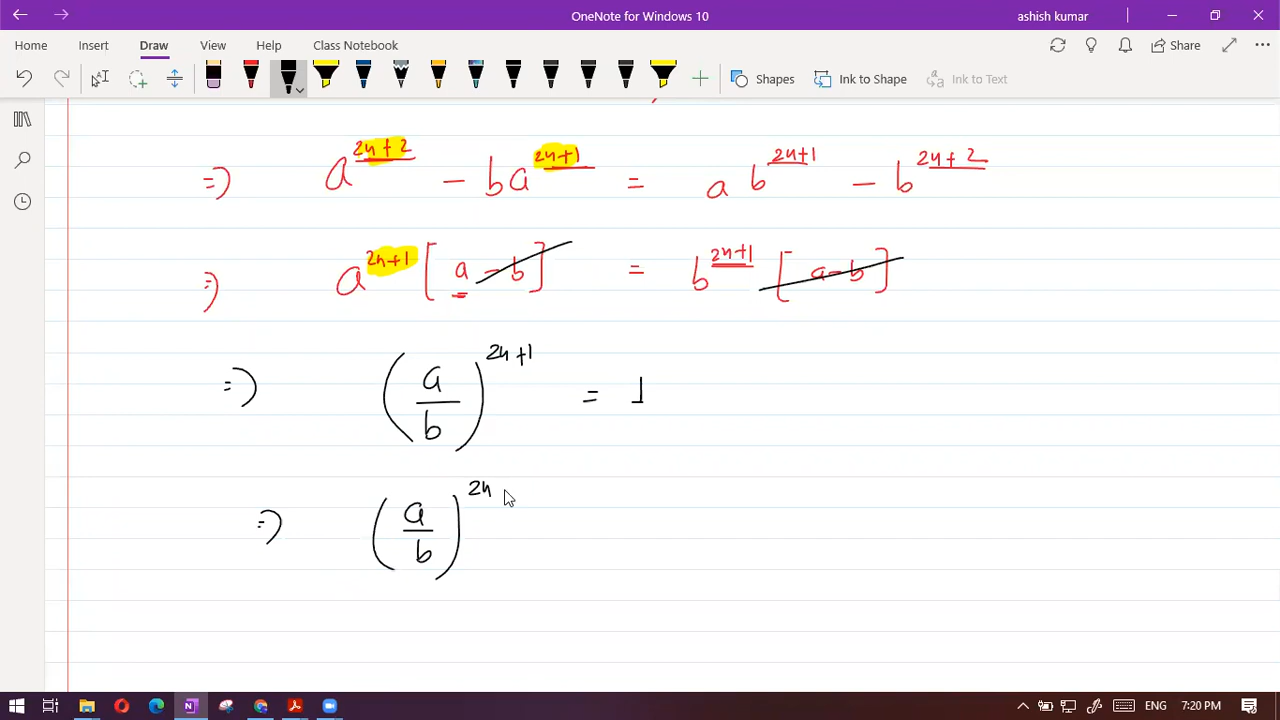 OneNote for Windows 10
ashish kumar
Home Insert Draw View Help Class Notebook
Share
Shapes Ink to Shape Ink to Text
=) a^{2n+2} - ba^{2n+1} = a b^{2n+1} - b^{2n+2}
=) a^{2n+1} [a-b] = b^{2n+1} [a-b]
=) (a/b)^{2n+1} = 1
=) (a/b)^{2n
ENG 7:20 PM